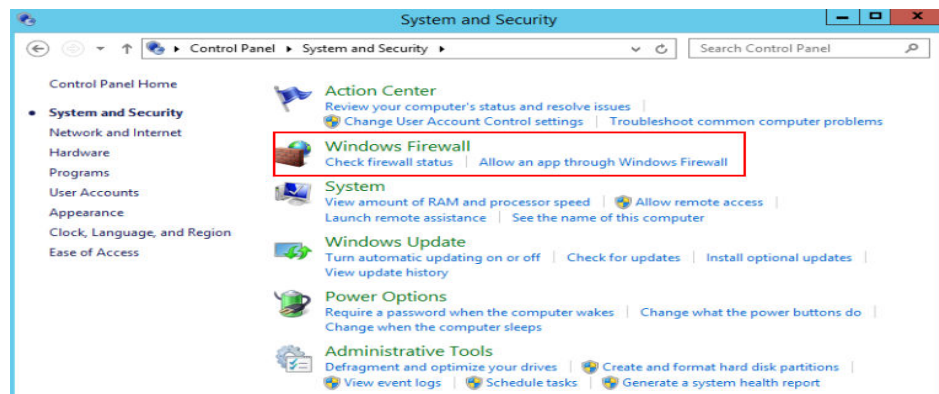 System and Security
Control Panel System and Security
Search Control Panel
Control Panel Home
System and Security
Network and Internet
Hardware
Programs
User Accounts
Appearance
Clock, Language, and Region
Ease of Access
Action Center
Review your computer's status and resolve issues
Change User Account Control settings
Troubleshoot common computer problems
Windows Firewall
Check firewall status
Allow an app through Windows Firewall
System
View amount of RAM and processor speed
Allow remote access
Launch remote assistance
See the name of this computer
Windows Update
Turn automatic updating on or off
Check for updates
Install optional updates
View update history
Power Options
Require a password when the computer wakes
Change what the power buttons do
Change when the computer sleeps
Administrative Tools
Defragment and optimize your drives
Create and format hard disk partitions
View event logs
Schedule tasks
Generate a system health report